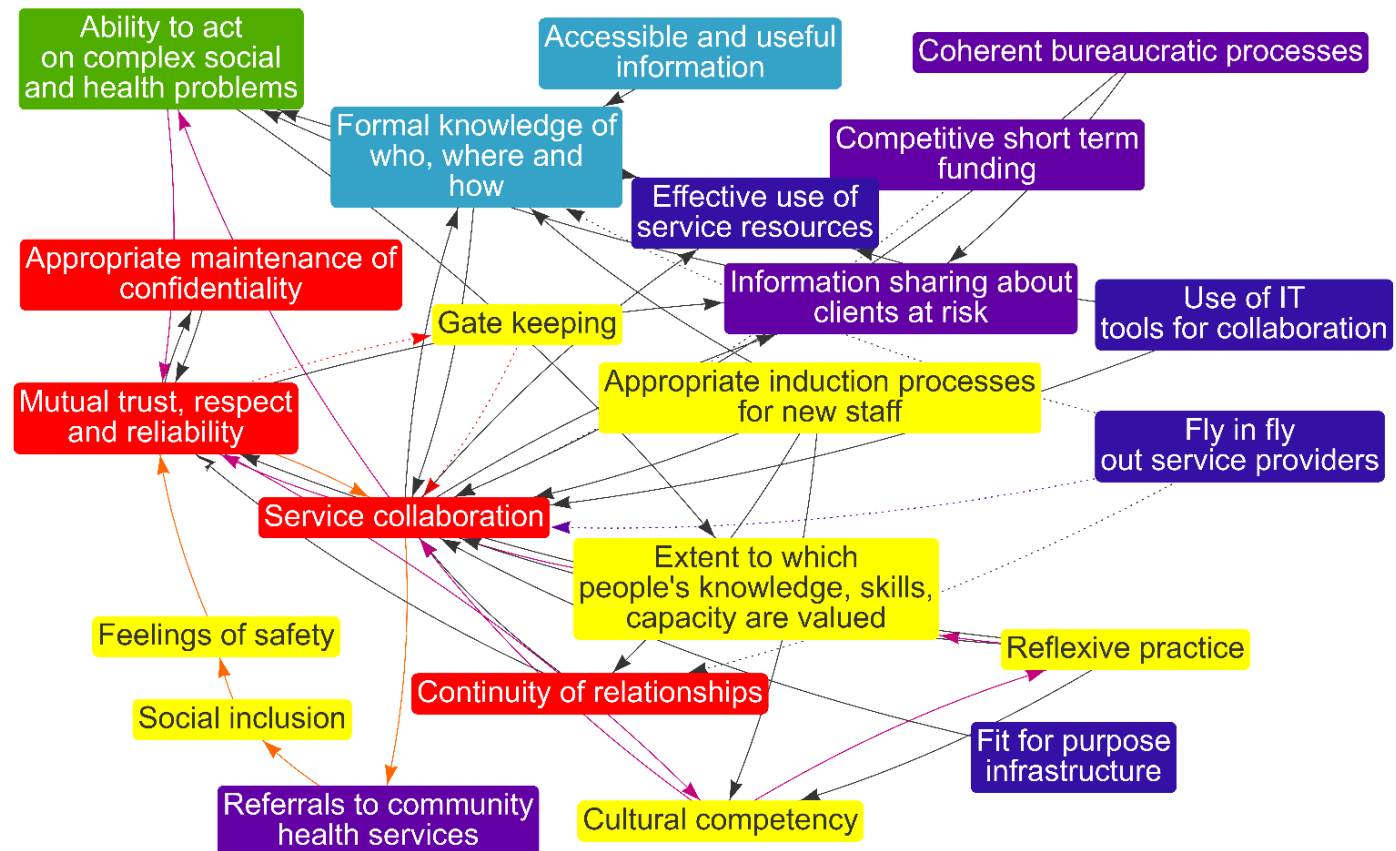 Ability to act
on complex social
and health problems
Accessible and useful
information
Coherent bureaucratic processes
Formal knowledge of
who, where and
how
Competitive short term
funding
Effective use of
service resources
Appropriate maintenance of
confidentiality
Information sharing about
clients at risk
Use of IT
tools for collaboration
Gate keeping
Appropriate induction processes
for new staff
Mutual trust, respect
and reliability
Fly in fly
out service providers
Service collaboration
Extent to which
people's knowledge, skills,
capacity are valued
Feelings of safety
Reflexive practice
Continuity of relationships
Social inclusion
Fit for purpose
infrastructure
Referrals to community
health services
Cultural competency